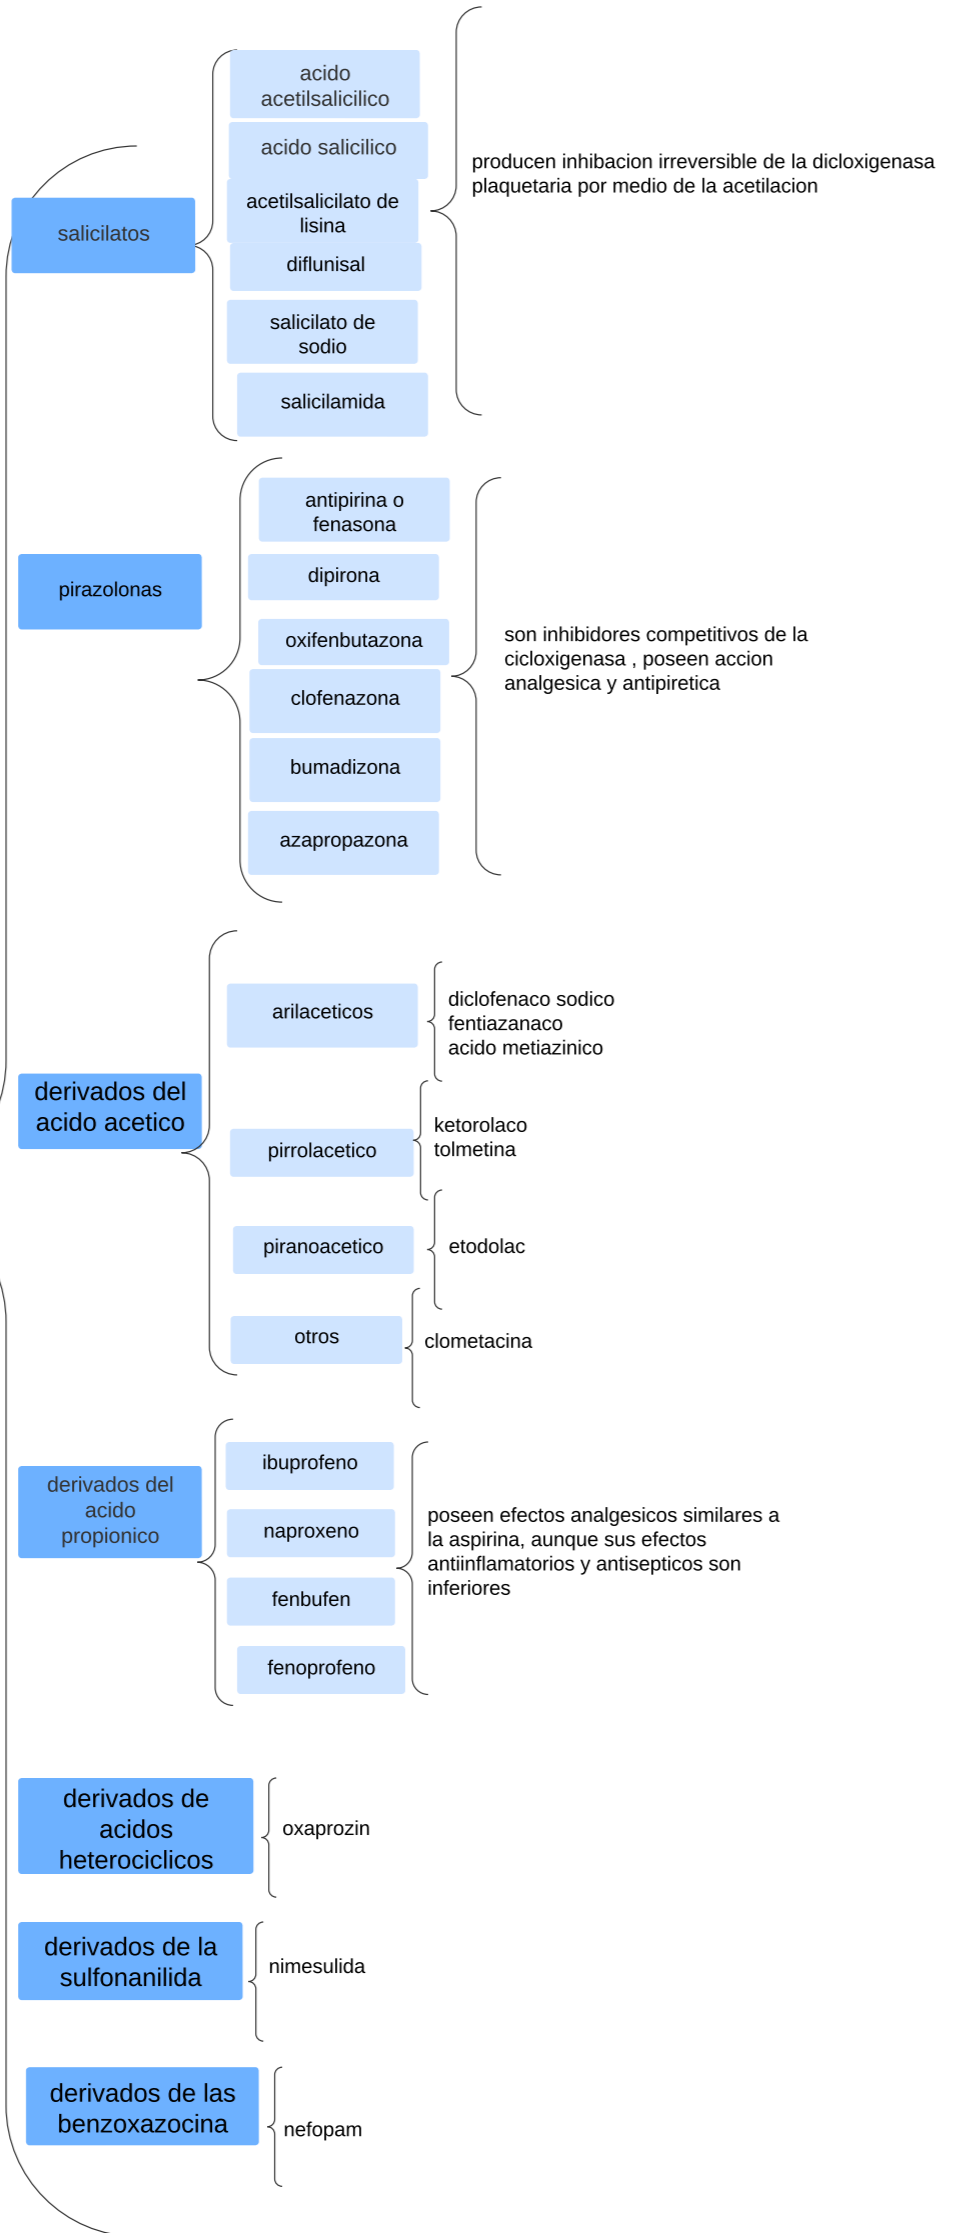 salicilatos
acido
acetilsalicilico
acido salicilico
acetilsalicilato de
lisina
diflunisal
salicilato de
sodio
salicilamida
producen inhibacion irreversible de la dicloxigenasa
plaquetaria por medio de la acetilacion
pirazolonas
antipirina o
fenasona
dipirona
oxifenbutazona
clofenazona
bumadizona
azapropazona
son inhibidores competitivos de la
cicloxigenasa , poseen accion
analgesica y antipiretica
derivados del
acido acetico
arilaceticos
diclofenaco sodico
fentiazanaco
acido metiazinico
pirrolacetico
ketorolaco
tolmetina
piranoacetico
etodolac
otros
clometacina
derivados del
acido
propionico
ibuprofeno
naproxeno
fenbufen
fenoprofeno
poseen efectos analgesicos similares a
la aspirina, aunque sus efectos
antiinflamatorios y antisepticos son
inferiores
derivados de
acidos
heterociclicos
oxaprozin
derivados de la
sulfonanilida
nimesulida
derivados de las
benzoxazocina
nefopam